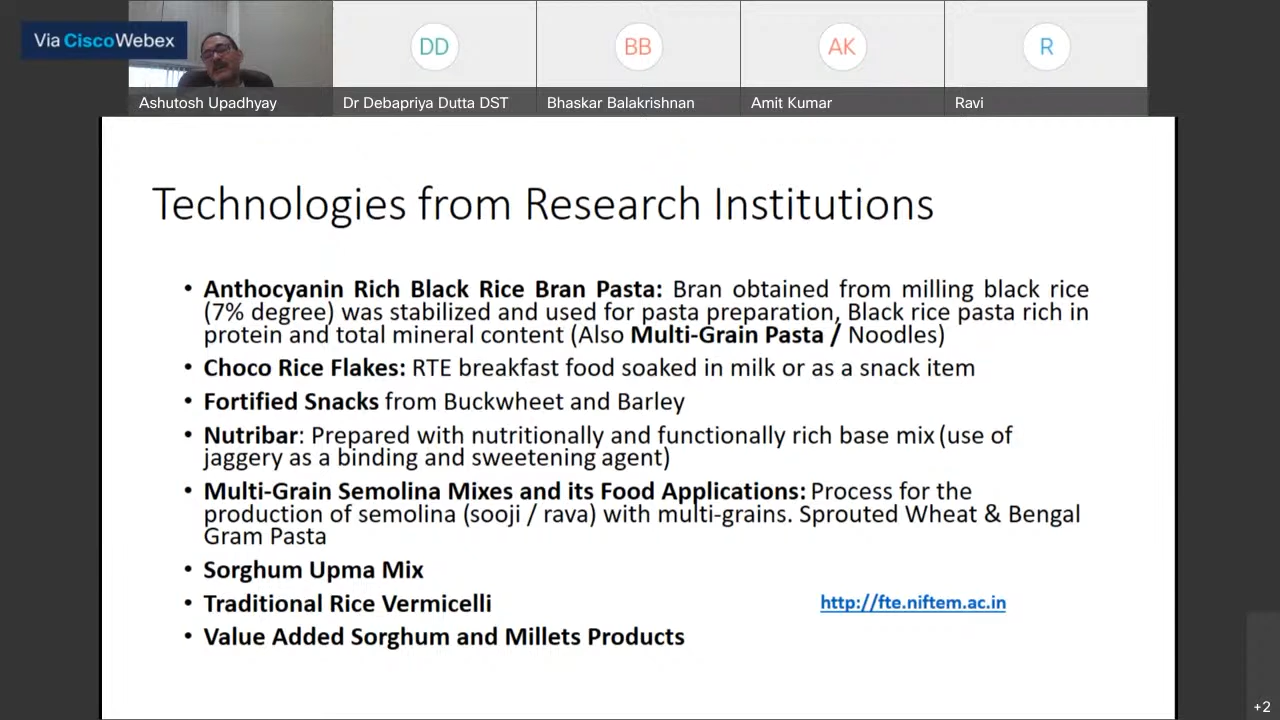 Via CiscoWebex
DD
BB
AK
R
Ashutosh Upadhyay
Dr Debapriya Dutta DST
Bhaskar Balakrishnan
Amit Kumar
Ravi
Technologies from Research Institutions
• Anthocyanin Rich Black Rice Bran Pasta: Bran obtained from milling black rice
(7% degree) was stabilized and used for pasta preparation, Black rice pasta rich in
protein and total mineral content (Also Multi-Grain Pasta / Noodles)
• Choco Rice Flakes: RTE breakfast food soaked in milk or as a snack item
• Fortified Snacks from Buckwheet and Barley
• Nutribar: Prepared with nutritionally and functionally rich base mix (use of
jaggery as a binding and sweetening agent)
• Multi-Grain Semolina Mixes and its Food Applications: Process for the
production of semolina (sooji / rava) with multi-grains. Sprouted Wheat & Bengal
Gram Pasta
• Sorghum Upma Mix
• Traditional Rice Vermicelli
http://fte.niftem.ac.in
• Value Added Sorghum and Millets Products
+2